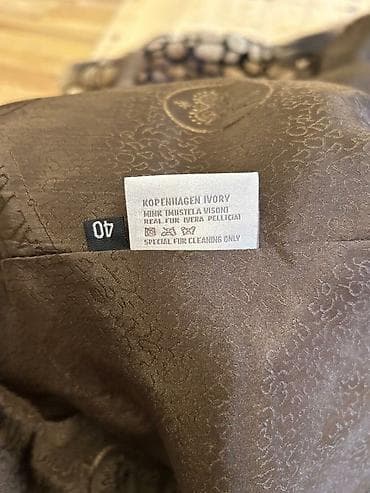 KOPENHAGEN IVORY
MINK (MUSTELA VISON)
REAL FUR (VERA PELLICIA)
SPECIAL FUR CLEANING ONLY
40